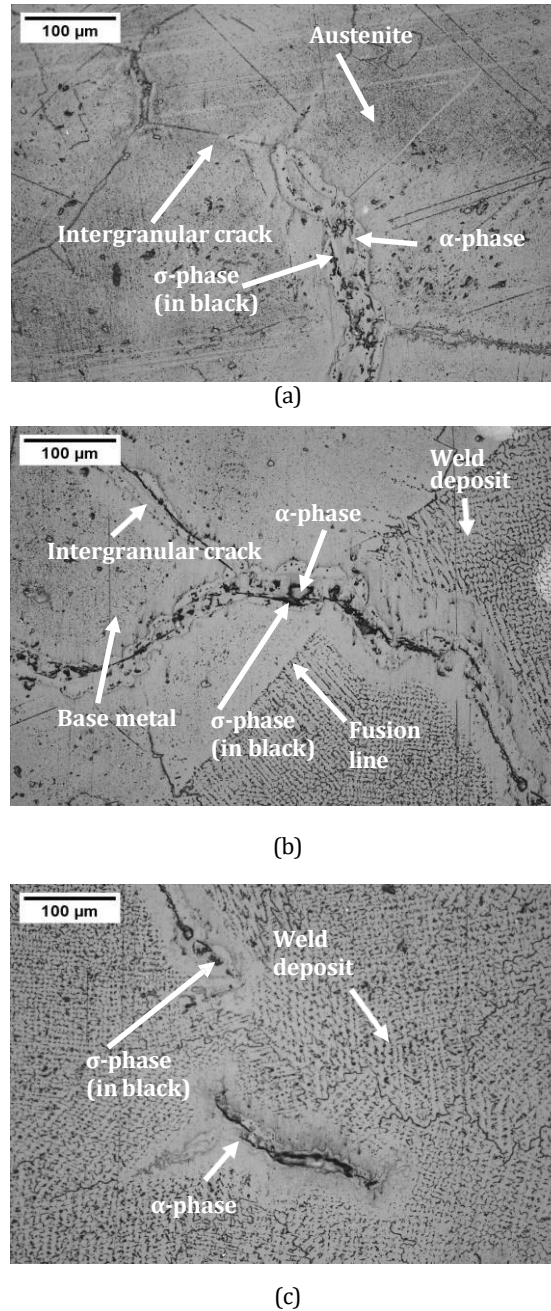 100 µm
Austenite
Intergranular crack
α-phase
σ-phase
(in black)
(a)
100 µm
Weld
deposit
α-phase
Intergranular crack
Base metal
σ-phase
(in black)
Fusion
line
(b)
100 µm
Weld
deposit
σ-phase
(in black)
α-phase
(c)